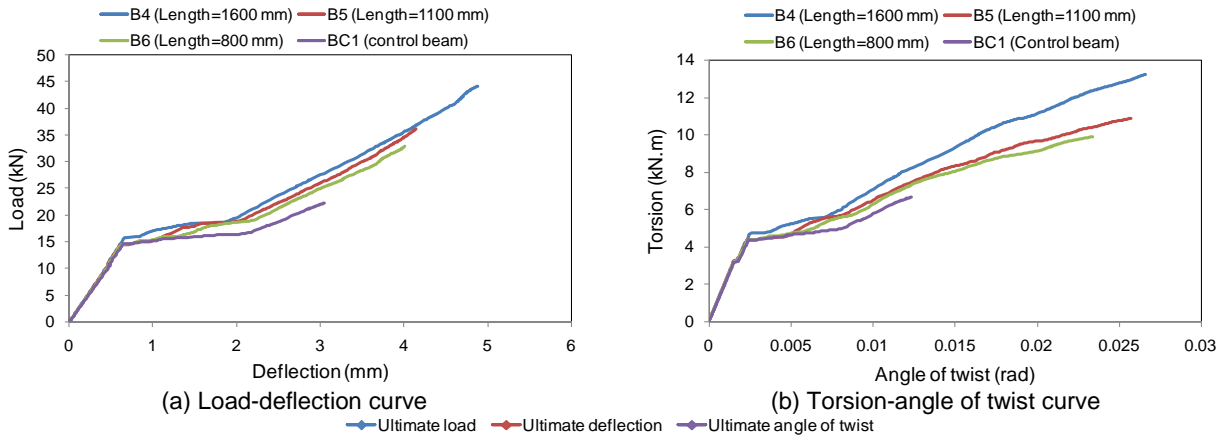 B4 (Length=1600 mm) B5 (Length=1100 mm)
B6 (Length=800 mm) BC1 (control beam)
50
45
40
35
30
25
20
15
10
5
0
Load (kN)
0 1 2 3 4 5 6
Deflection (mm)
(a) Load-deflection curve
B4 (Length=1600 mm) B5 (Length=1100 mm)
B6 (Length=800 mm) BC1 (Control beam)
14
12
10
8
6
4
2
0
Torsion (kN.m)
0 0.005 0.01 0.015 0.02 0.025 0.03
Angle of twist (rad)
(b) Torsion-angle of twist curve
Ultimate load Ultimate deflection Ultimate angle of twist